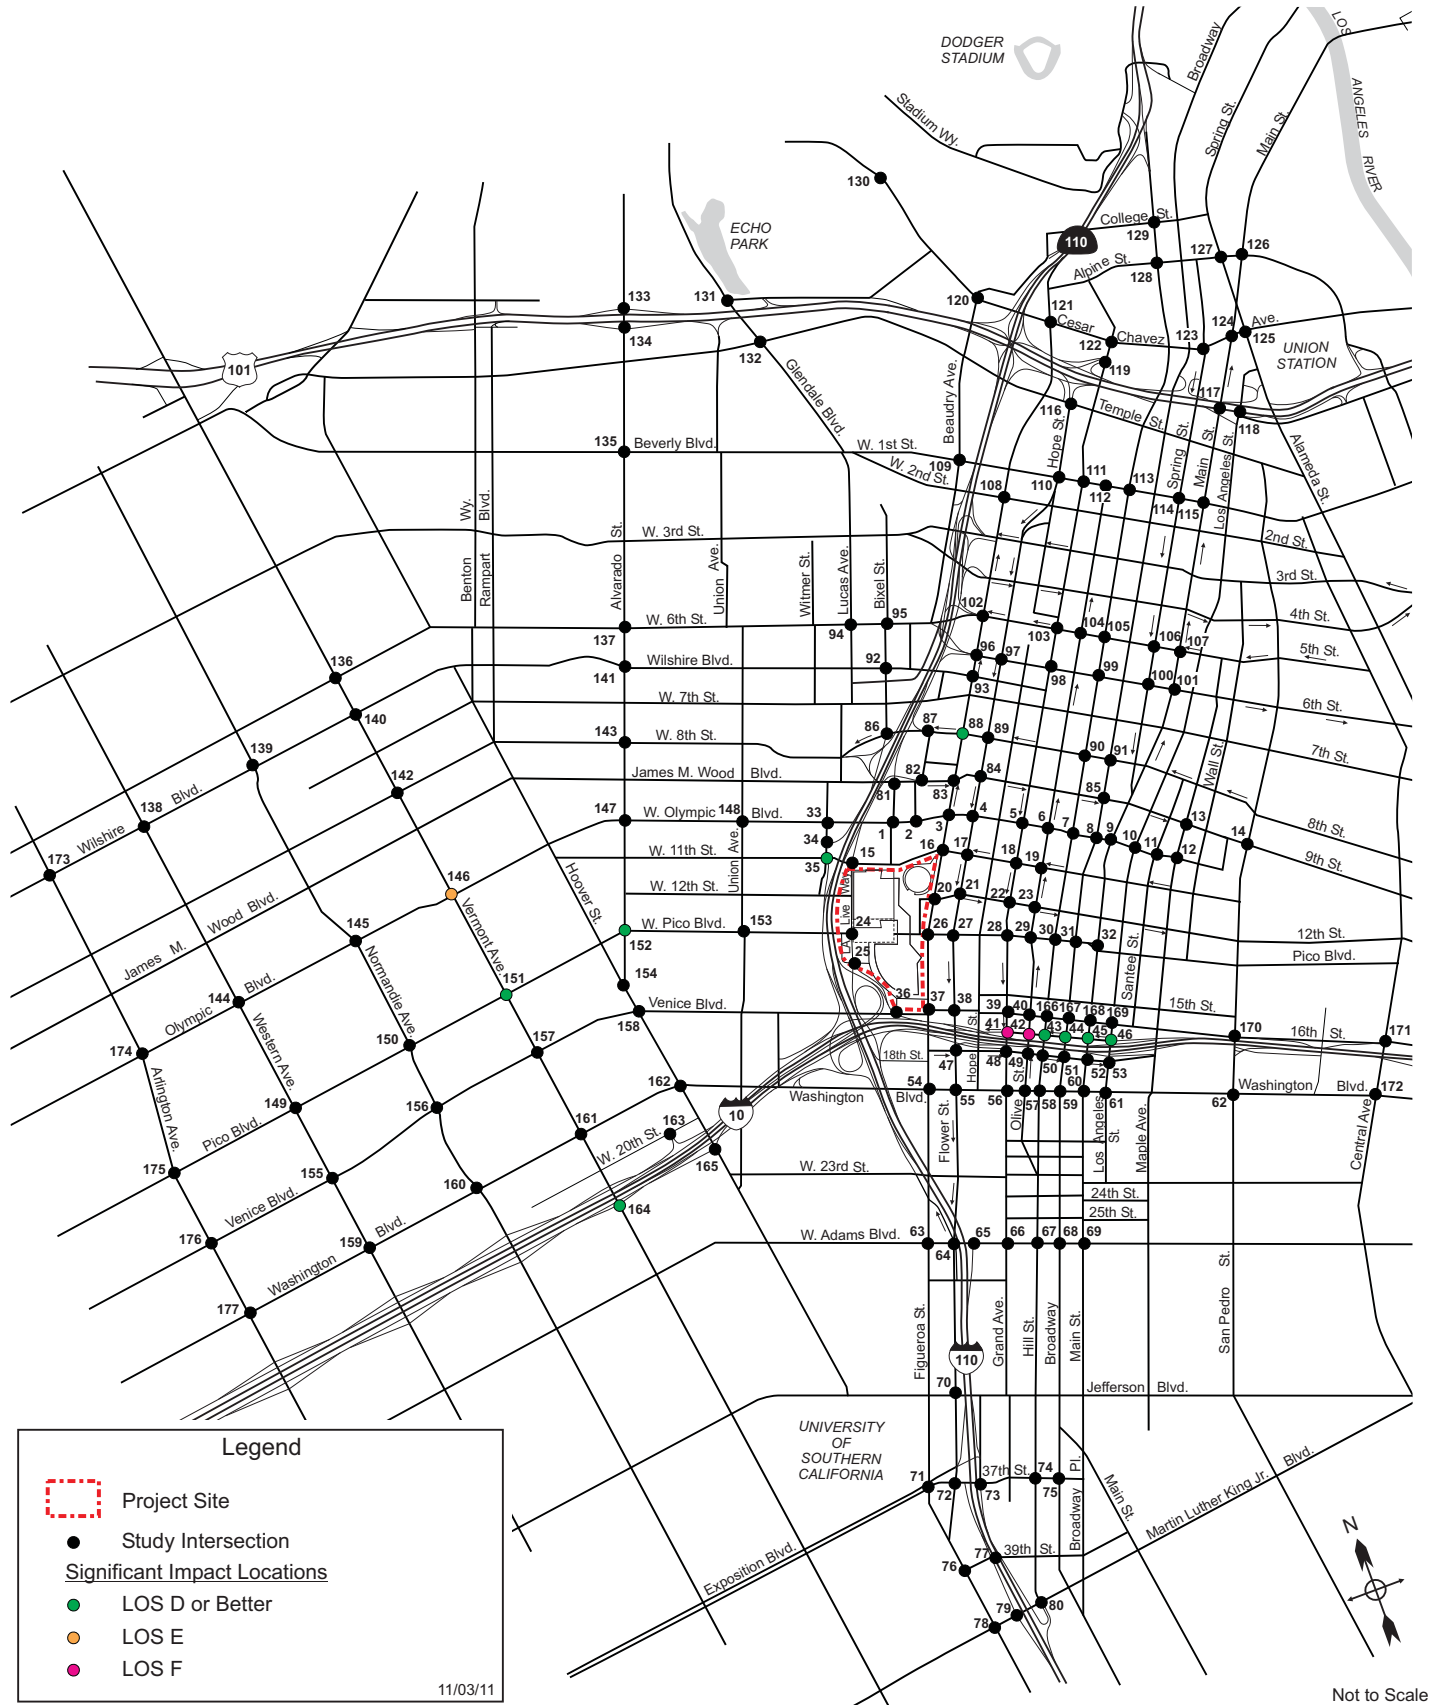 DODGER
STADIUM
Stadium Wy.
Broadway
Spring St.
Main St.
LOS
ANGELES
RIVER
130
ECHO
PARK
College St.
129
110
127
126
Alpine St.
128
133
131
120
121
Cesar
Chavez
Ave.
134
132
122
123
124
125
119
UNION
STATION
101
Glendale Blvd.
Beaudry Ave.
116
Temple St.
117
118
Hope St.
Spring St.
Main St.
Los Angeles St.
Alameda St.
135
Beverly Blvd.
W. 1st St.
109
W. 2nd St.
108
110
111
112
113
114
115
Benton Wy.
Rampart Blvd.
Alvarado St.
W. 3rd St.
Union Ave.
Witmer St.
Lucas Ave.
Bixel St.
2nd St.
3rd St.
4th St.
5th St.
6th St.
7th St.
8th St.
9th St.
137
W. 6th St.
94
95
102
103
104
105
106
107
136
141
Wilshire Blvd.
92
96
97
98
99
100
101
93
W. 7th St.
140
139
143
W. 8th St.
86
87
88
89
90
91
Wall St.
142
James M. Wood Blvd.
81
82
83
84
85
138
Wilshire
Blvd.
147
W. Olympic
148
Blvd.
33
34
35
1
2
3
4
5
6
7
8
9
10
11
12
13
14
173
W. 11th St.
15
16
17
18
19
146
Hoover St.
W. 12th St.
Union Ave.
LA Live Way
20
21
22
23
James M. Wood Blvd.
145
Vermont Ave.
W. Pico Blvd.
152
153
24
25
26
27
28
29
30
31
32
12th St.
Pico Blvd.
Santee St.
Normandie Ave.
151
154
Olympic
Blvd.
144
Western Ave.
Venice Blvd.
158
36
37
38
39
40
166
167
168
169
15th St.
16th St.
170
171
41
42
43
44
45
46
174
150
157
18th St.
47
Hope St.
48
49
50
51
52
53
Arlington Ave.
162
Washington
Blvd.
54
55
56
57
58
59
60
61
62
Washington
Blvd.
172
149
156
161
163
10
Olive St.
Los Angeles St.
Maple Ave.
Central Ave.
Pico Blvd.
W. 20th St.
165
Flower St.
175
155
160
W. 23rd St.
24th St.
25th St.
Venice Blvd.
164
176
159
Blvd.
Washington
W. Adams Blvd.
63
64
65
66
67
68
69
177
Figueroa St.
Grand Ave.
Hill St.
Broadway
Main St.
San Pedro St.
110
70
Jefferson Blvd.
UNIVERSITY
OF
SOUTHERN
CALIFORNIA
71
72
73
37th St.
74
75
Broadway Pl.
Main St.
Martin Luther King Jr.
Blvd.
Exposition Blvd.
76
77
39th St.
78
79
80
N
Not to Scale
Legend
Project Site
Study Intersection
Significant Impact Locations
LOS D or Better
LOS E
LOS F
11/03/11